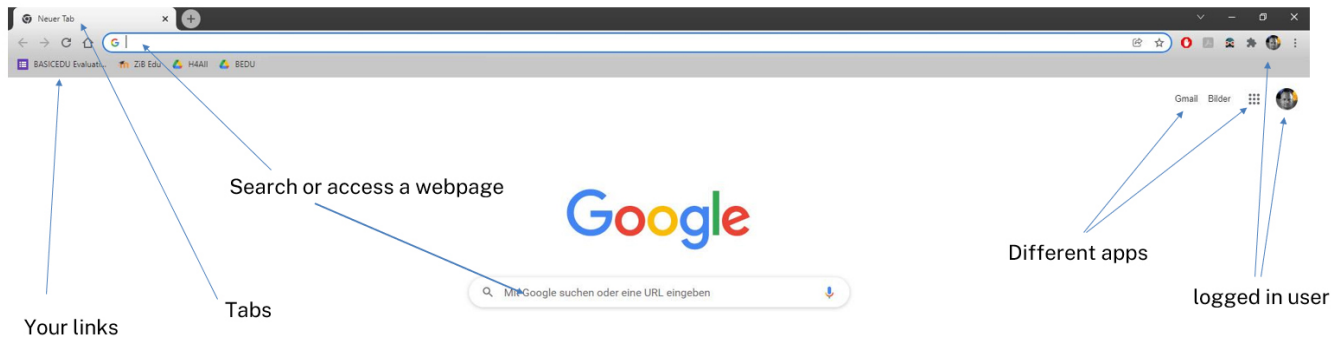 Neuer Tab
BASICEDU Evaluati... ZiB Edu H4All BEDU
Gmail Bilder
Search or access a webpage
Google
Different apps
Mit Google suchen oder eine URL eingeben
logged in user
Tabs
Your links